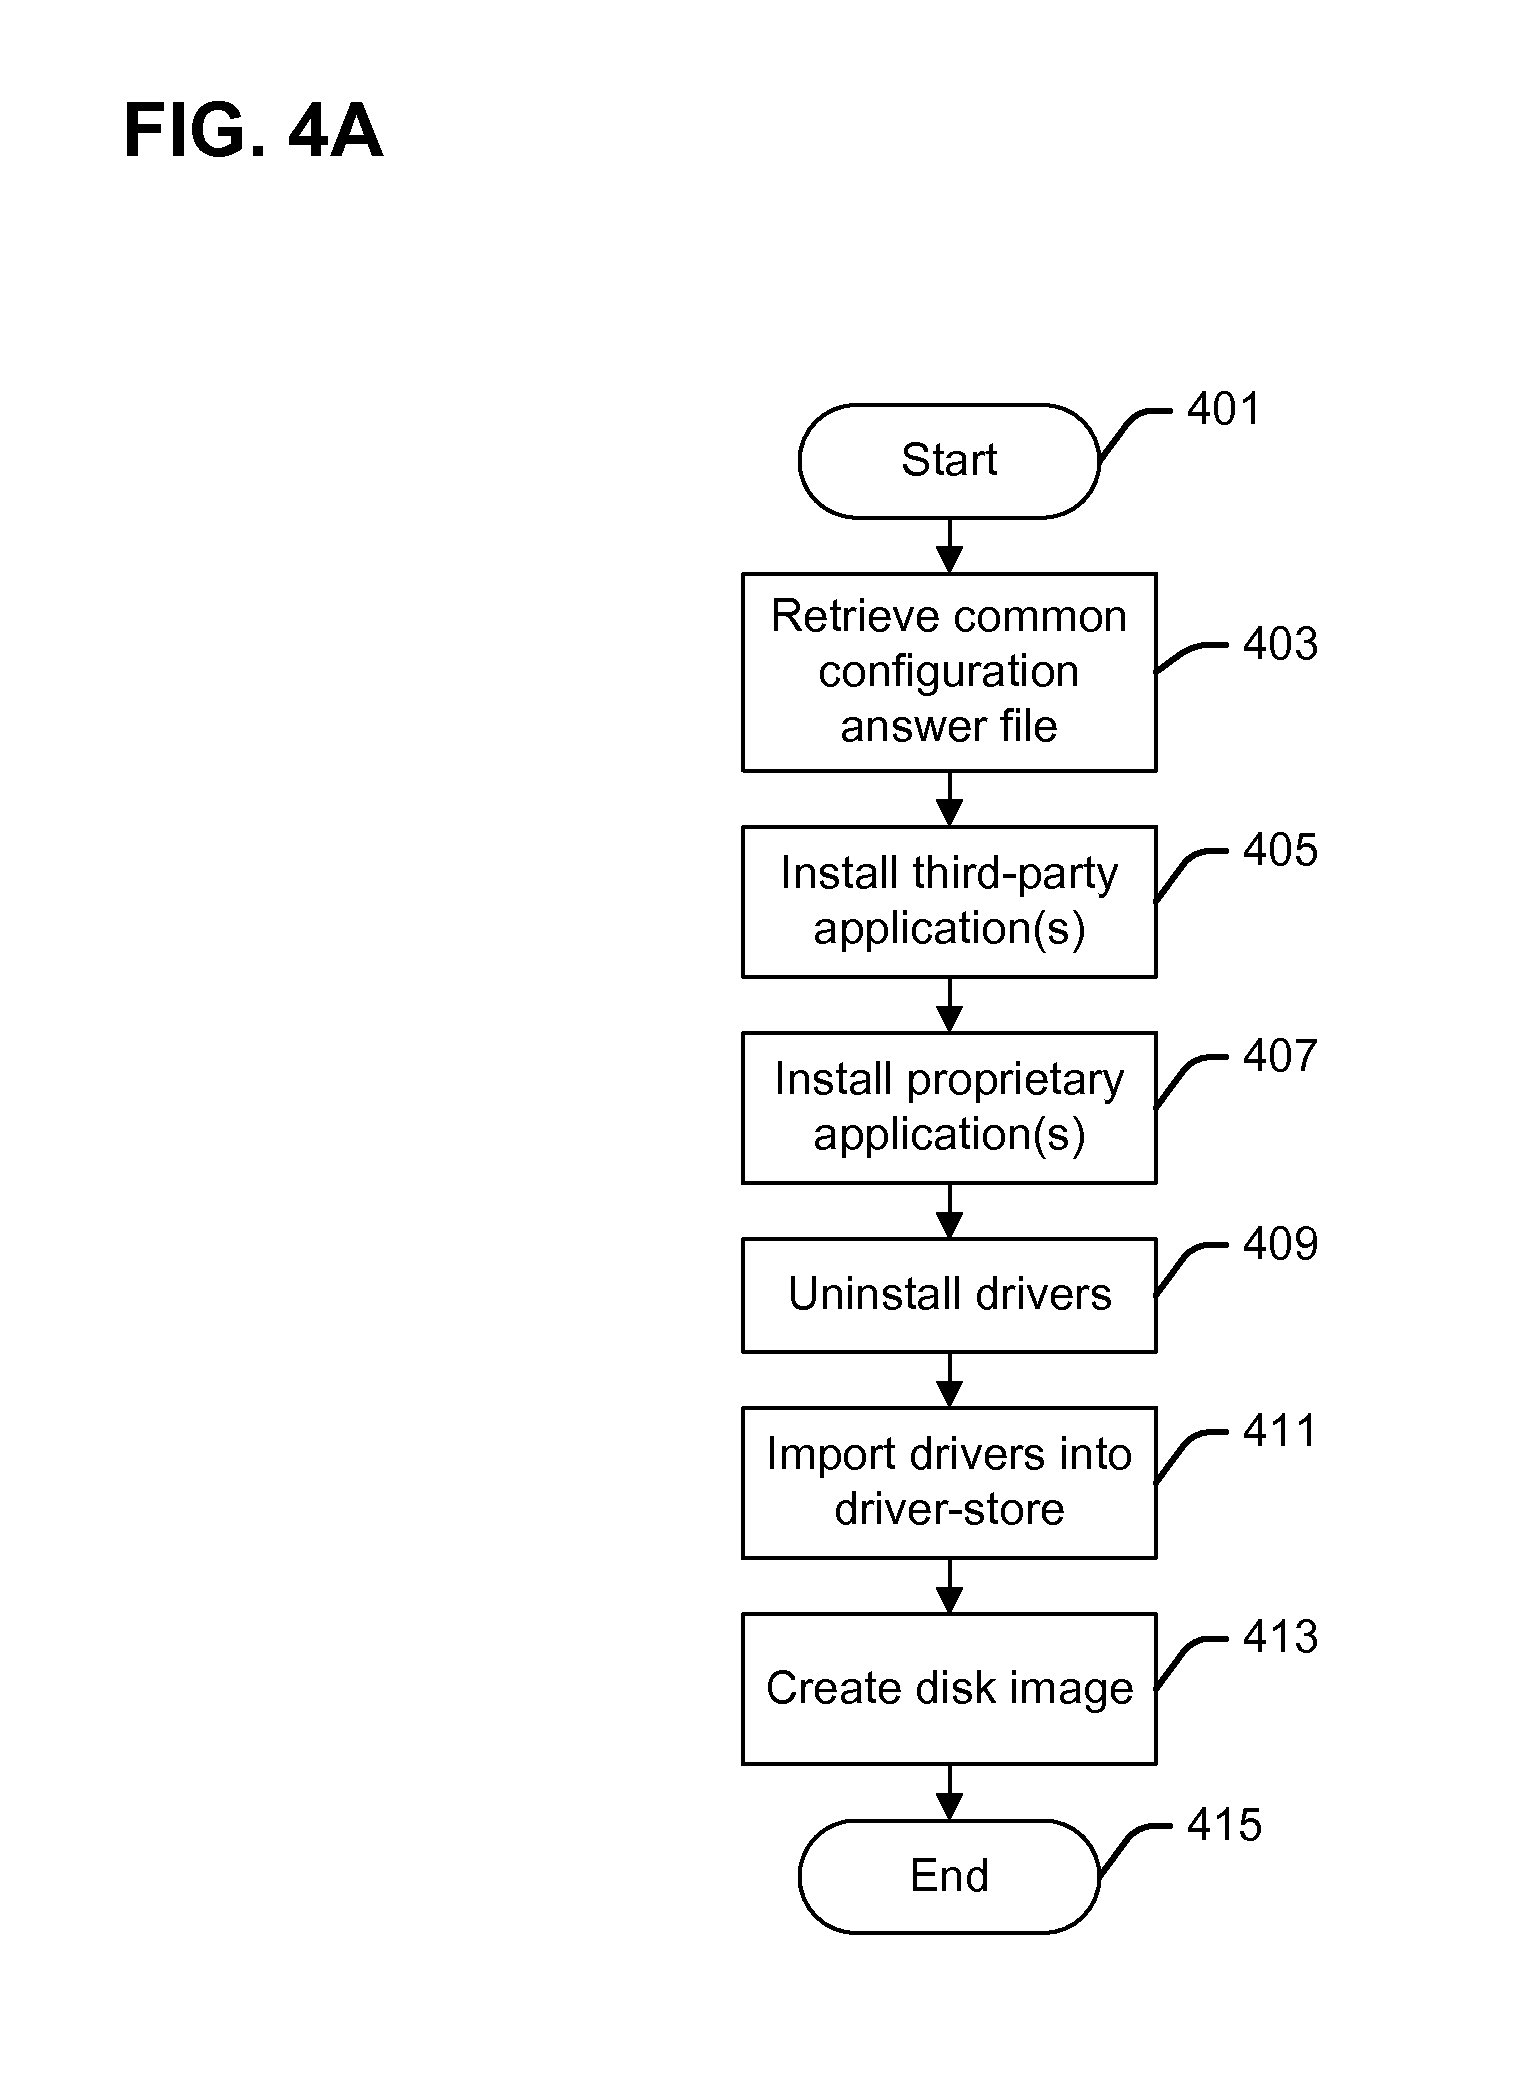 FIG. 4A
401
Start
Retrieve common
configuration
answer file
403
Install third-party
application(s)
405
Install proprietary
application(s)
407
Uninstall drivers
409
Import drivers into
driver-store
411
Create disk image
413
End
415